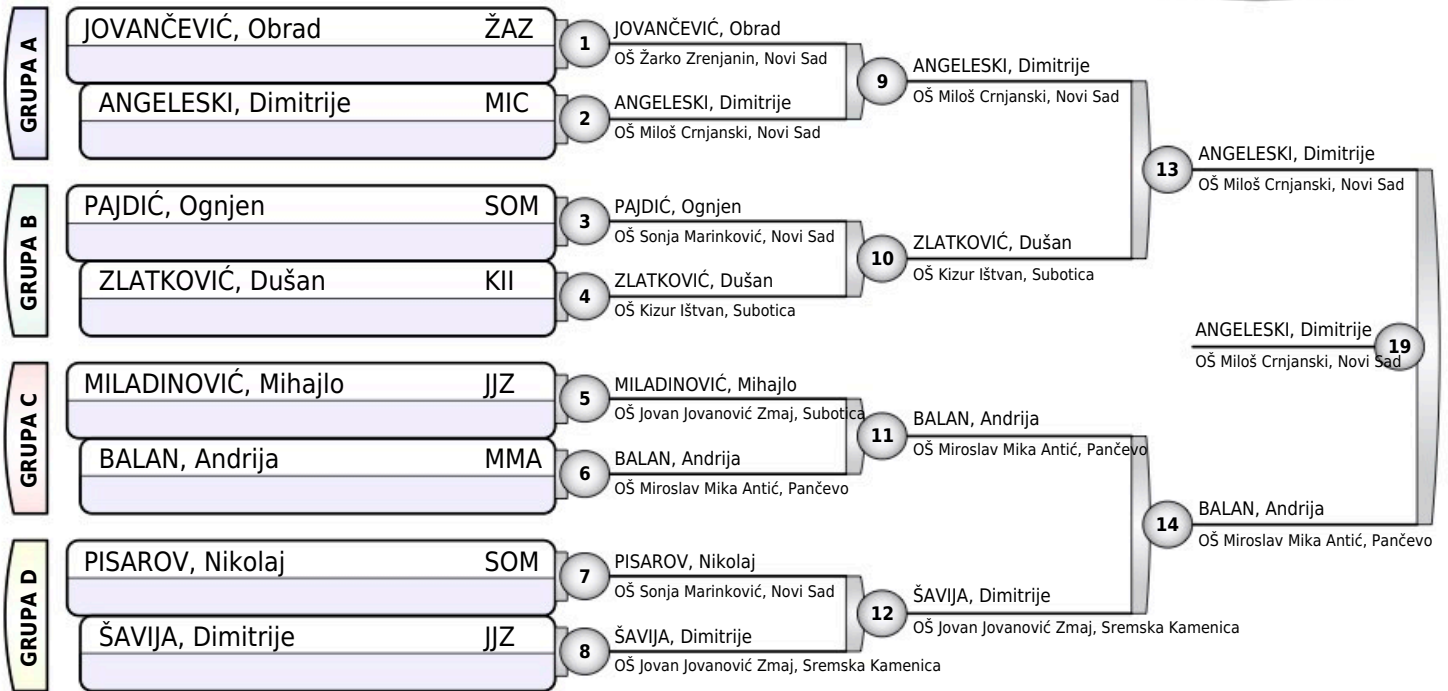 GRUPA A
JOVANČEVIĆ, Obrad ŽAZ
ANGELESKI, Dimitrije MIC
GRUPA B
PAJDIĆ, Ognjen SOM
ZLATKOVIĆ, Dušan KII
GRUPA C
MILADINOVIĆ, Mihajlo JJZ
BALAN, Andrija MMA
GRUPA D
PISAROV, Nikolaj SOM
ŠAVIJA, Dimitrije JJZ
1
JOVANČEVIĆ, Obrad
OŠ Žarko Zrenjanin, Novi Sad
2
ANGELESKI, Dimitrije
OŠ Miloš Crnjanski, Novi Sad
3
PAJDIĆ, Ognjen
OŠ Sonja Marinković, Novi Sad
4
ZLATKOVIĆ, Dušan
OŠ Kizur Ištvan, Subotica
5
MILADINOVIĆ, Mihajlo
OŠ Jovan Jovanović Zmaj, Subotica
6
BALAN, Andrija
OŠ Miroslav Mika Antić, Pančevo
7
PISAROV, Nikolaj
OŠ Sonja Marinković, Novi Sad
8
ŠAVIJA, Dimitrije
OŠ Jovan Jovanović Zmaj, Sremska Kamenica
9
ANGELESKI, Dimitrije
OŠ Miloš Crnjanski, Novi Sad
10
ZLATKOVIĆ, Dušan
OŠ Kizur Ištvan, Subotica
11
BALAN, Andrija
OŠ Miroslav Mika Antić, Pančevo
12
ŠAVIJA, Dimitrije
OŠ Jovan Jovanović Zmaj, Sremska Kamenica
13
ANGELESKI, Dimitrije
OŠ Miloš Crnjanski, Novi Sad
14
BALAN, Andrija
OŠ Miroslav Mika Antić, Pančevo
ANGELESKI, Dimitrije
19
OŠ Miloš Crnjanski, Novi Sad